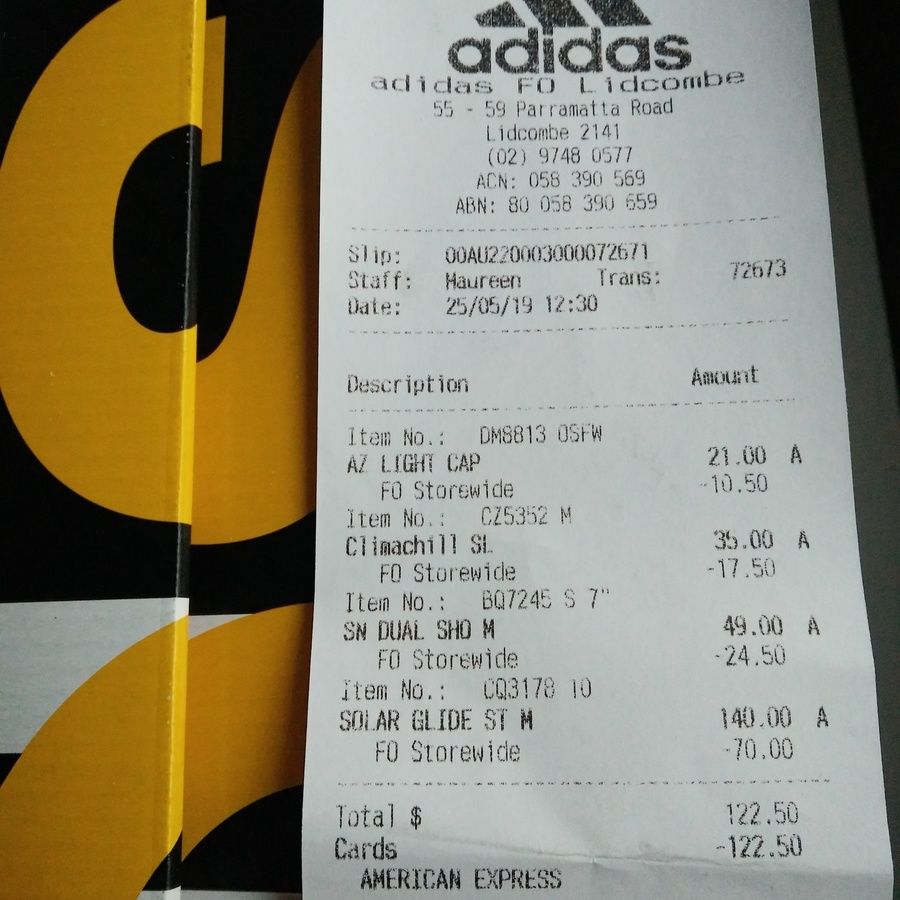 adidas
adidas FO Lidcombe
55 - 59 Parramatta Road
Lidcombe 2141
(02) 9748 0577
ACN: 058 390 569
ABN: 80 058 390 659
Slip: 00AU220003000072671
Staff: Maureen Trans: 72673
Date: 25/05/19 12:30
Description Amount
Item No.: DM8813 OSFW
AZ LIGHT CAP 21.00 A
FO Storewide -10.50
Item No.: CZ5352 M
Climachill SL 35.00 A
FO Storewide -17.50
Item No.: BQ7245 S 7"
SN DUAL SHO M 49.00 A
FO Storewide -24.50
Item No.: CQ3178 10
SOLAR GLIDE ST M 140.00 A
FO Storewide -70.00
Total $ 122.50
Cards -122.50
AMERICAN EXPRESS